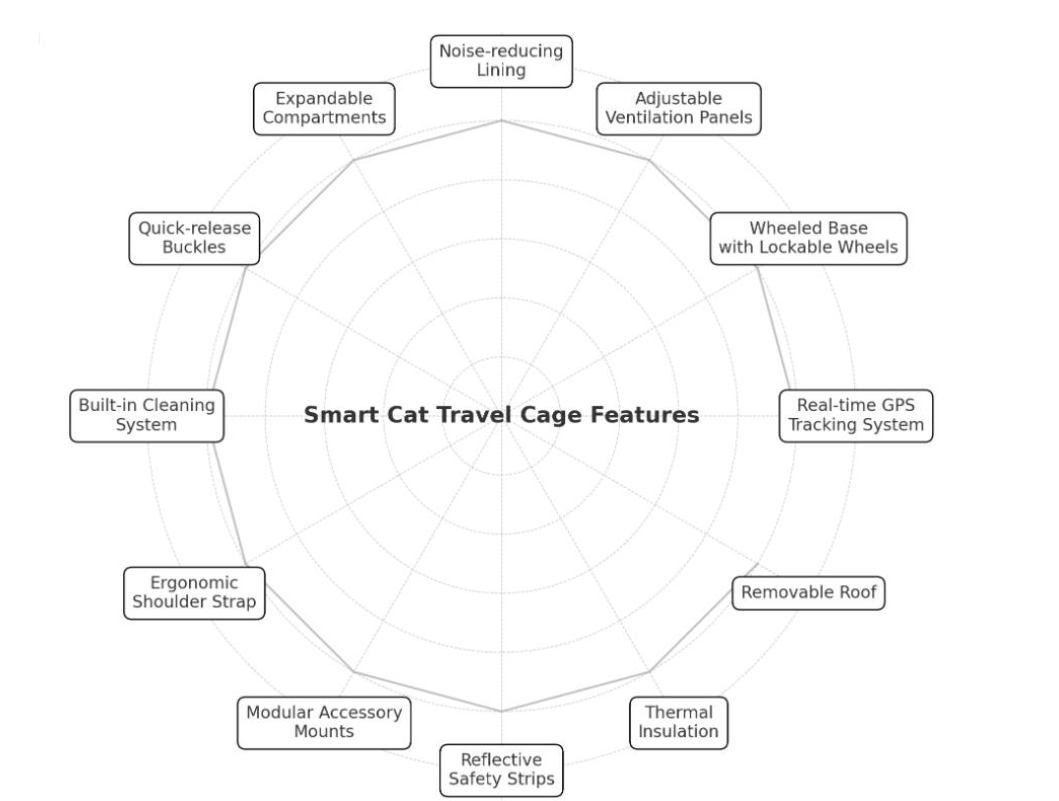 Noise-reducing
Lining
Expandable
Compartments
Adjustable
Ventilation Panels
Quick-release
Buckles
Wheeled Base
with Lockable Wheels
Built-in Cleaning
System
Smart Cat Travel Cage Features
Real-time GPS
Tracking System
Ergonomic
Shoulder Strap
Removable Roof
Modular Accessory
Mounts
Thermal
Insulation
Reflective
Safety Strips